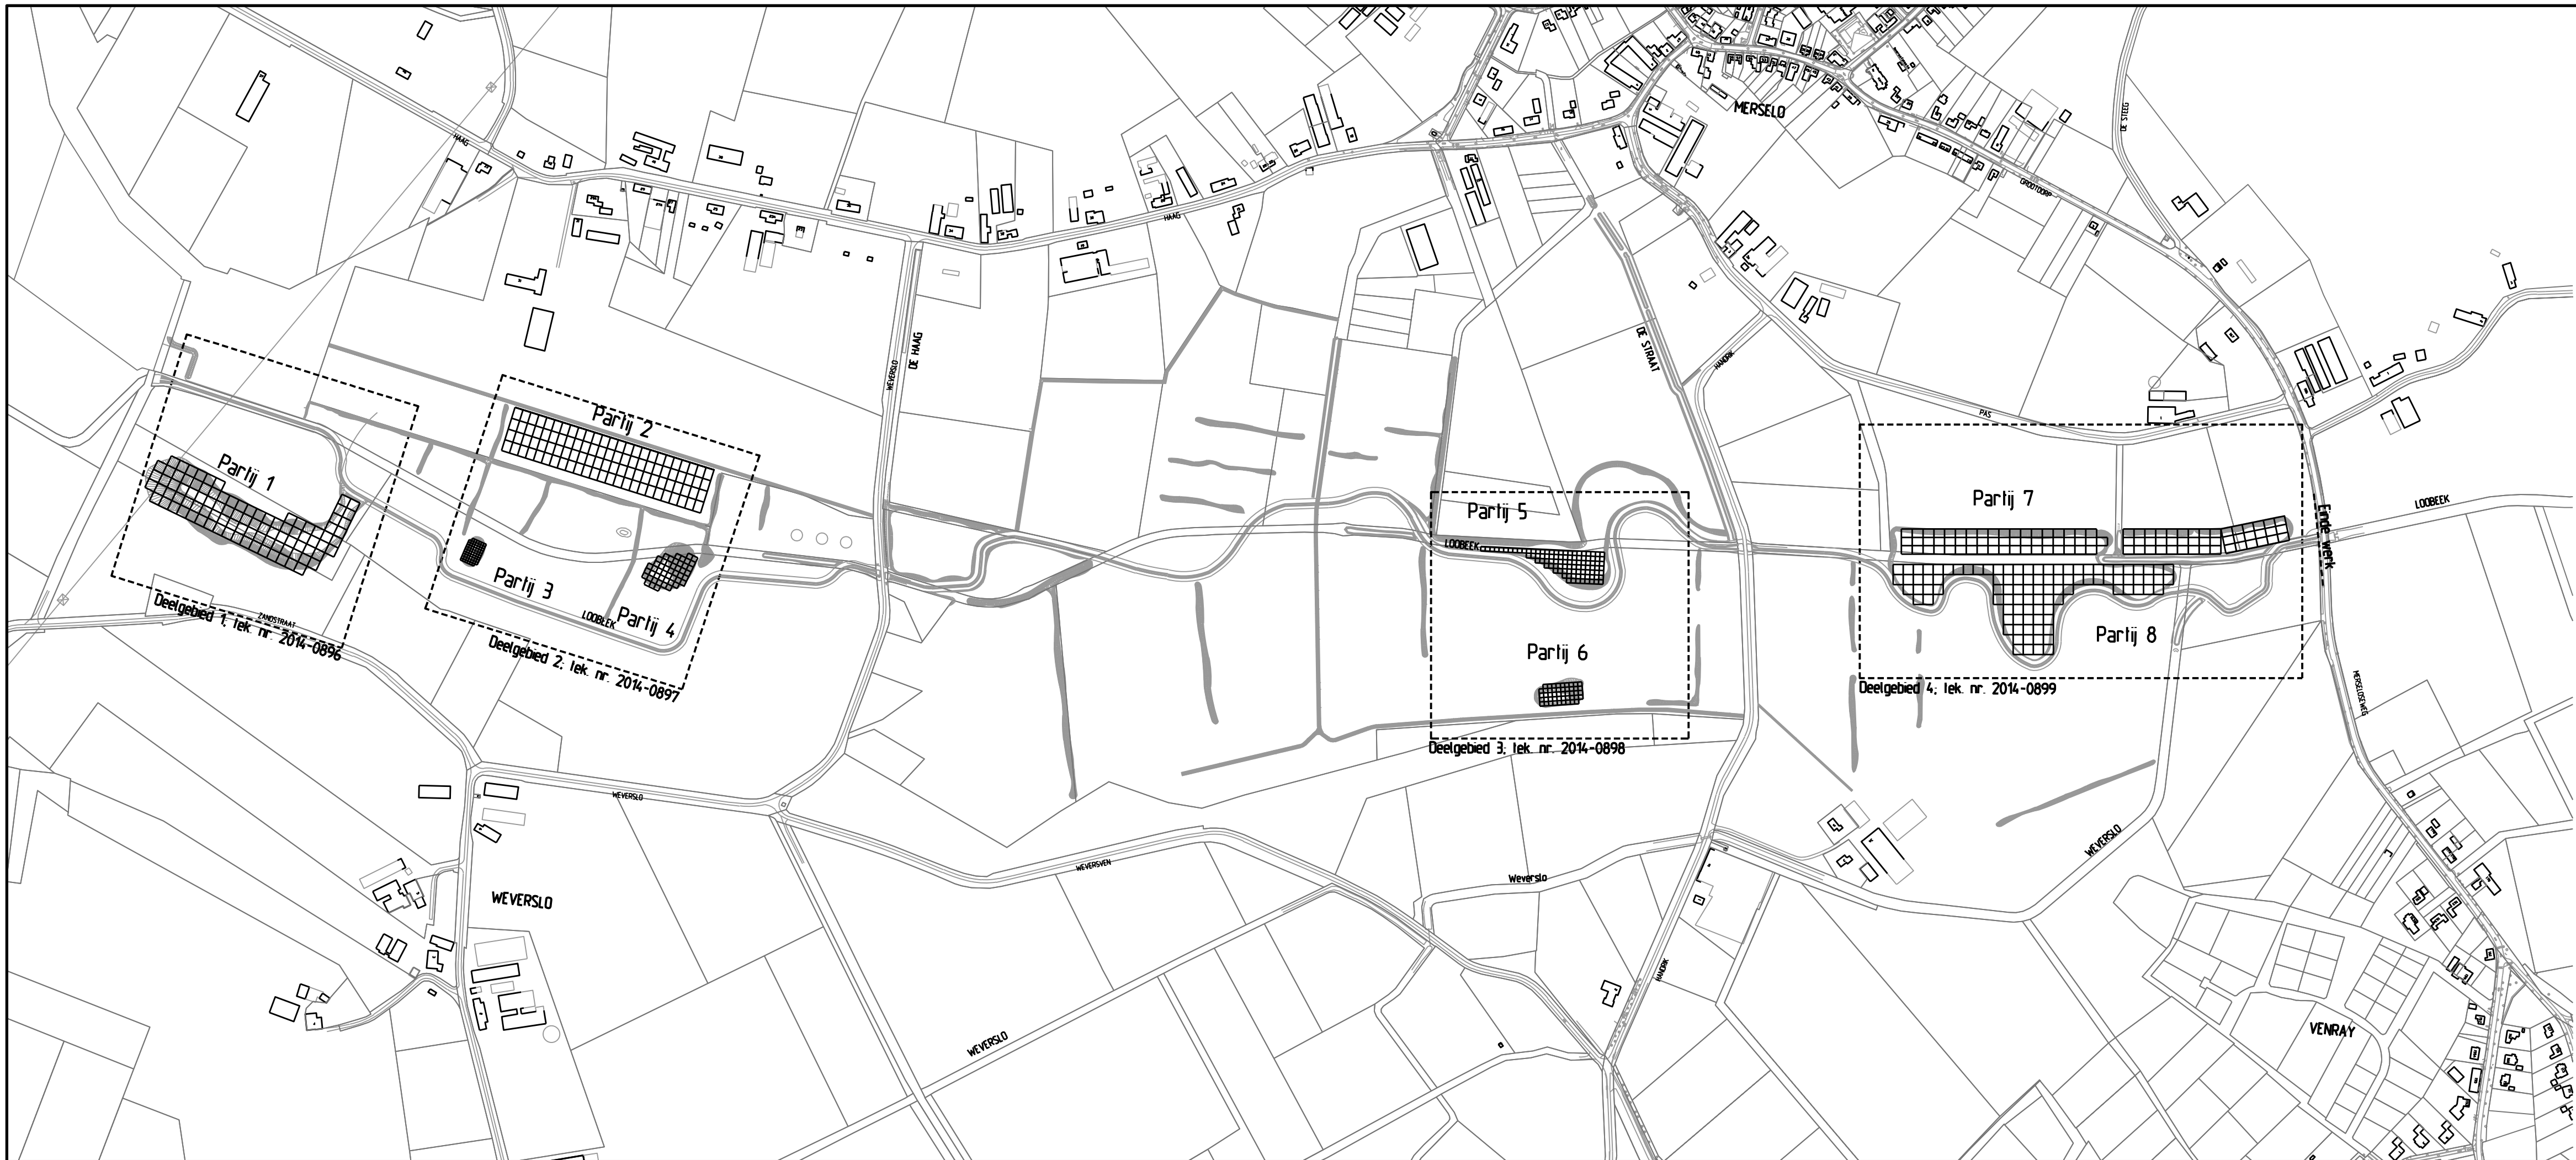 MERSELO
DE STEEG
HAAG
GROOTDORP
HAAG
DE STRAAT
HANDRIK
WEVERSLO
DE HAAG
PAS
Partij 2
Partij 1
Partij 7
Partij 5
LOOBEEK
Einde werk
LOOBEEK
Partij 3
Partij 4
LOOBEEK
ZANDSTRAAT
Deelgebied 1; tek. nr. 2014-0896
Deelgebied 2; tek. nr. 2014-0897
Partij 8
Partij 6
Deelgebied 4; tek. nr. 2014-0899
MERSELOSEWEG
Deelgebied 3; tek. nr. 2014-0898
WEVERSLO
WEVERSLO
WEVERSVEN
Weverslo
WEVERSLO
HANDRIK
WEVERSLO
VENRAY